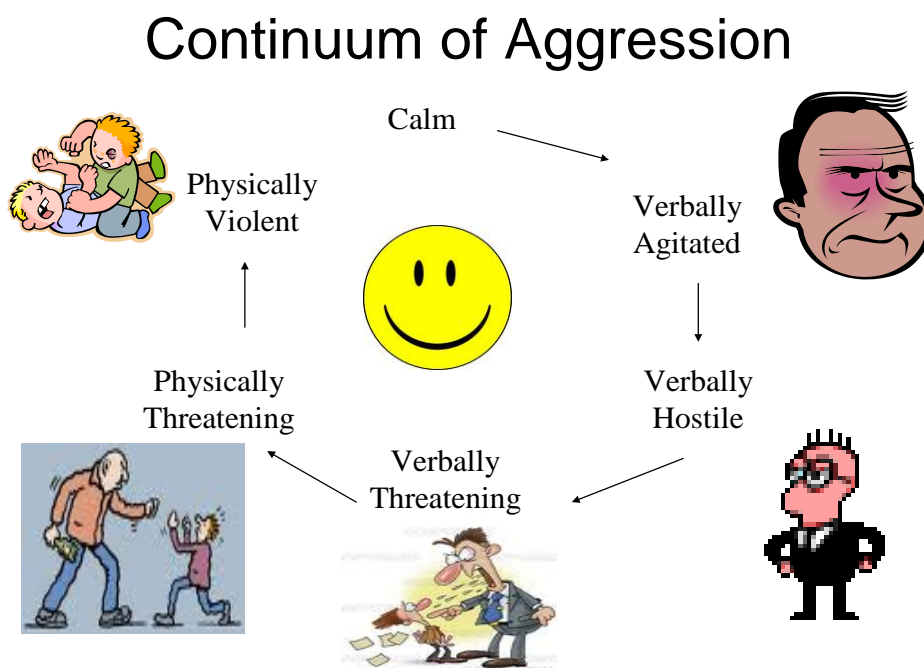 Continuum of Aggression
Calm
Verbally
Agitated
Verbally
Hostile
Verbally
Threatening
Physically
Threatening
Physically
Violent